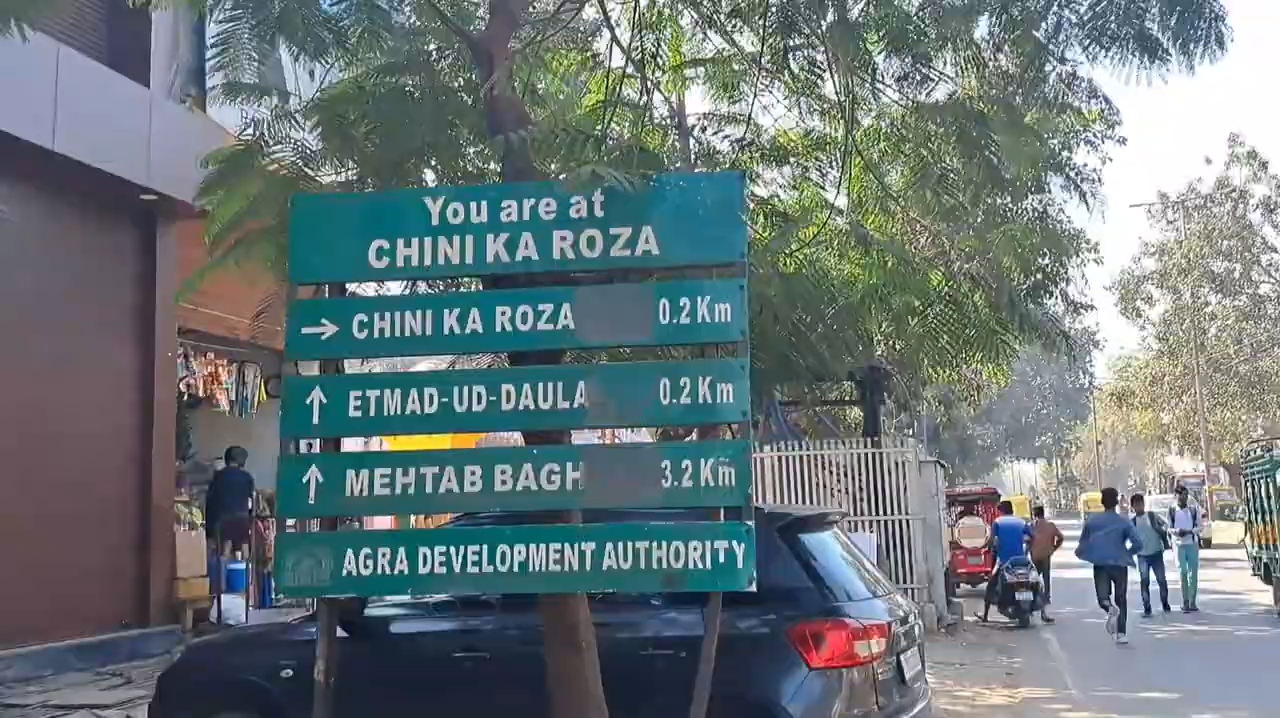 You are at
CHINI KA ROZA
→ CHINI KA ROZA 0.2 Km
↑ ETMAD-UD-DAULA 0.2 Km
↑ MEHTAB BAGH 3.2 Km
AGRA DEVELOPMENT AUTHORITY